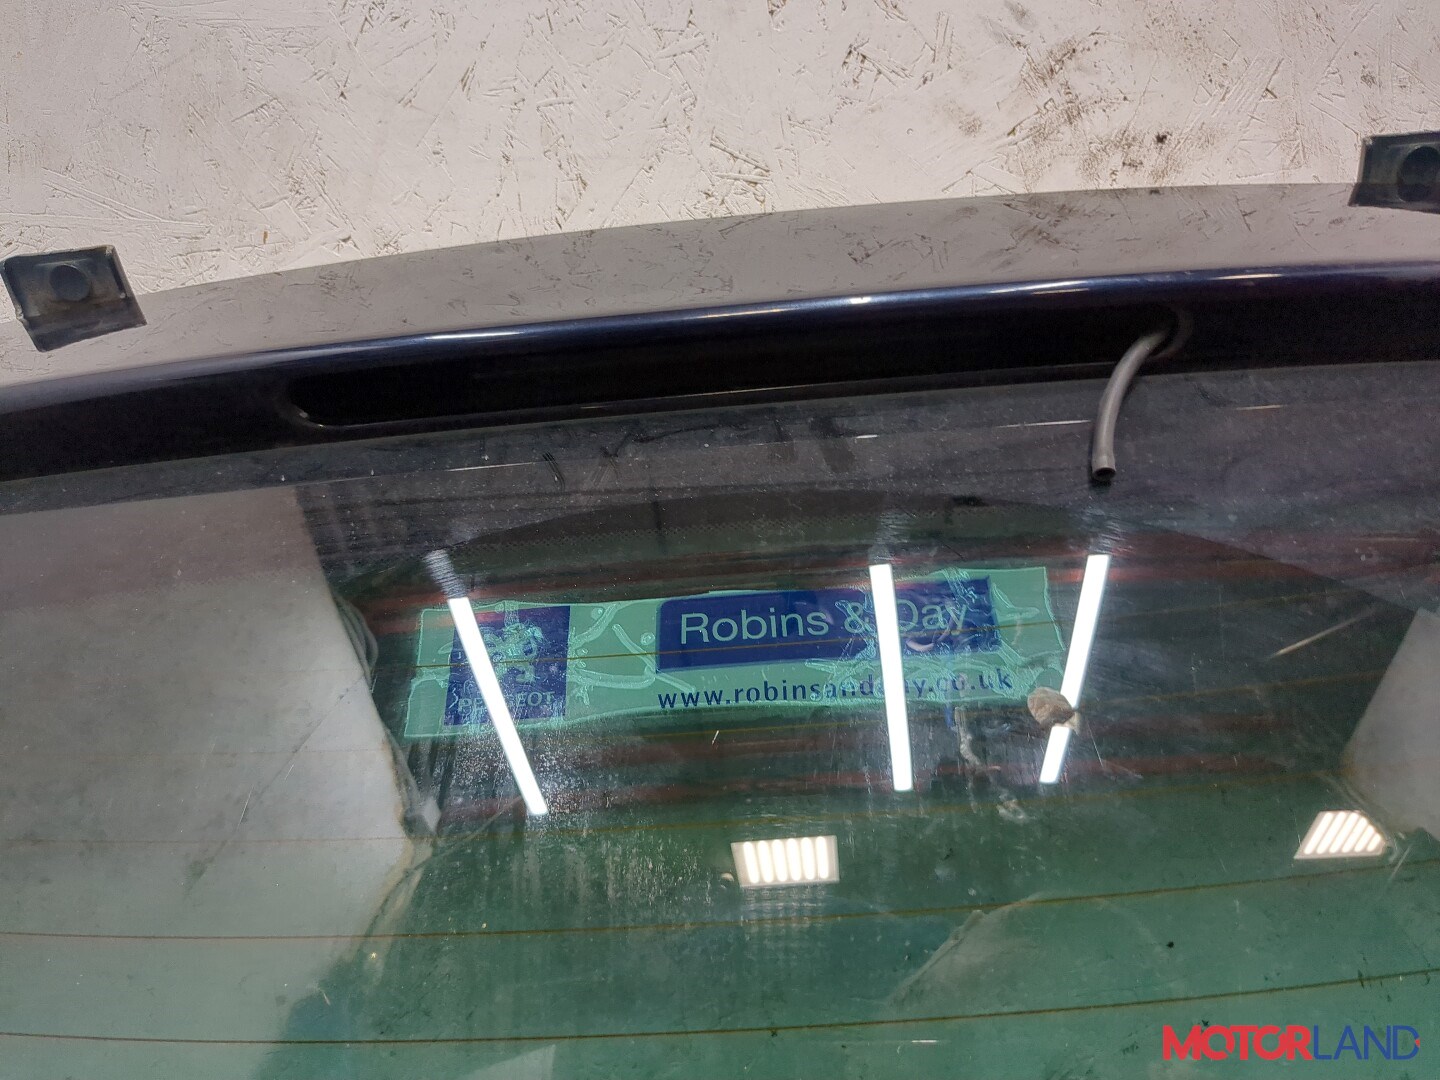 Robins & Day
PEUGEOT
www.robinsandday.co.uk
MOTORLAND